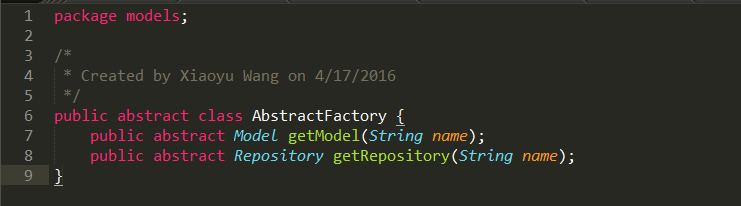 1 package models;
2
3 /*
4  * Created by Xiaoyu Wang on 4/17/2016
5  */
6 public abstract class AbstractFactory {
7     public abstract Model getModel(String name);
8     public abstract Repository getRepository(String name);
9 }